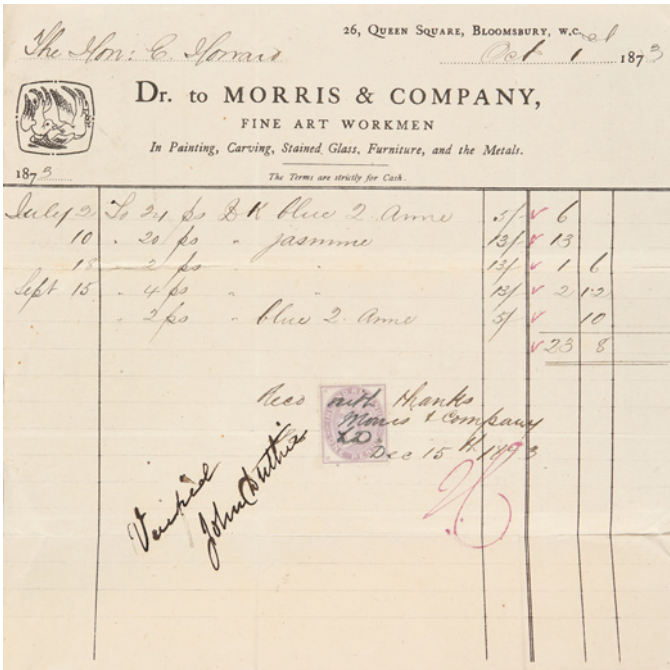 26, QUEEN SQUARE, BLOOMSBURY, W.C.
The Hon: C. Howard
Oct 1st 1873
Dr. to MORRIS & COMPANY,
FINE ART WORKMEN
In Painting, Carving, Stained Glass, Furniture, and the Metals.
The Terms are strictly for Cash.
1873
July 2 To 24 ps DK blue Q. Anne 5/ 6
10 " 20 ps " jasmine 13/ 13
18 " 2 ps " " 13/ 1 6
Sept 15 " 4 ps " " 13/ 2 12
" 2 ps " blue Q. Anne 5/ 10
23 8
Recd with thanks
Morris & Company
Dec 15th 1873
Verified
John Duthie